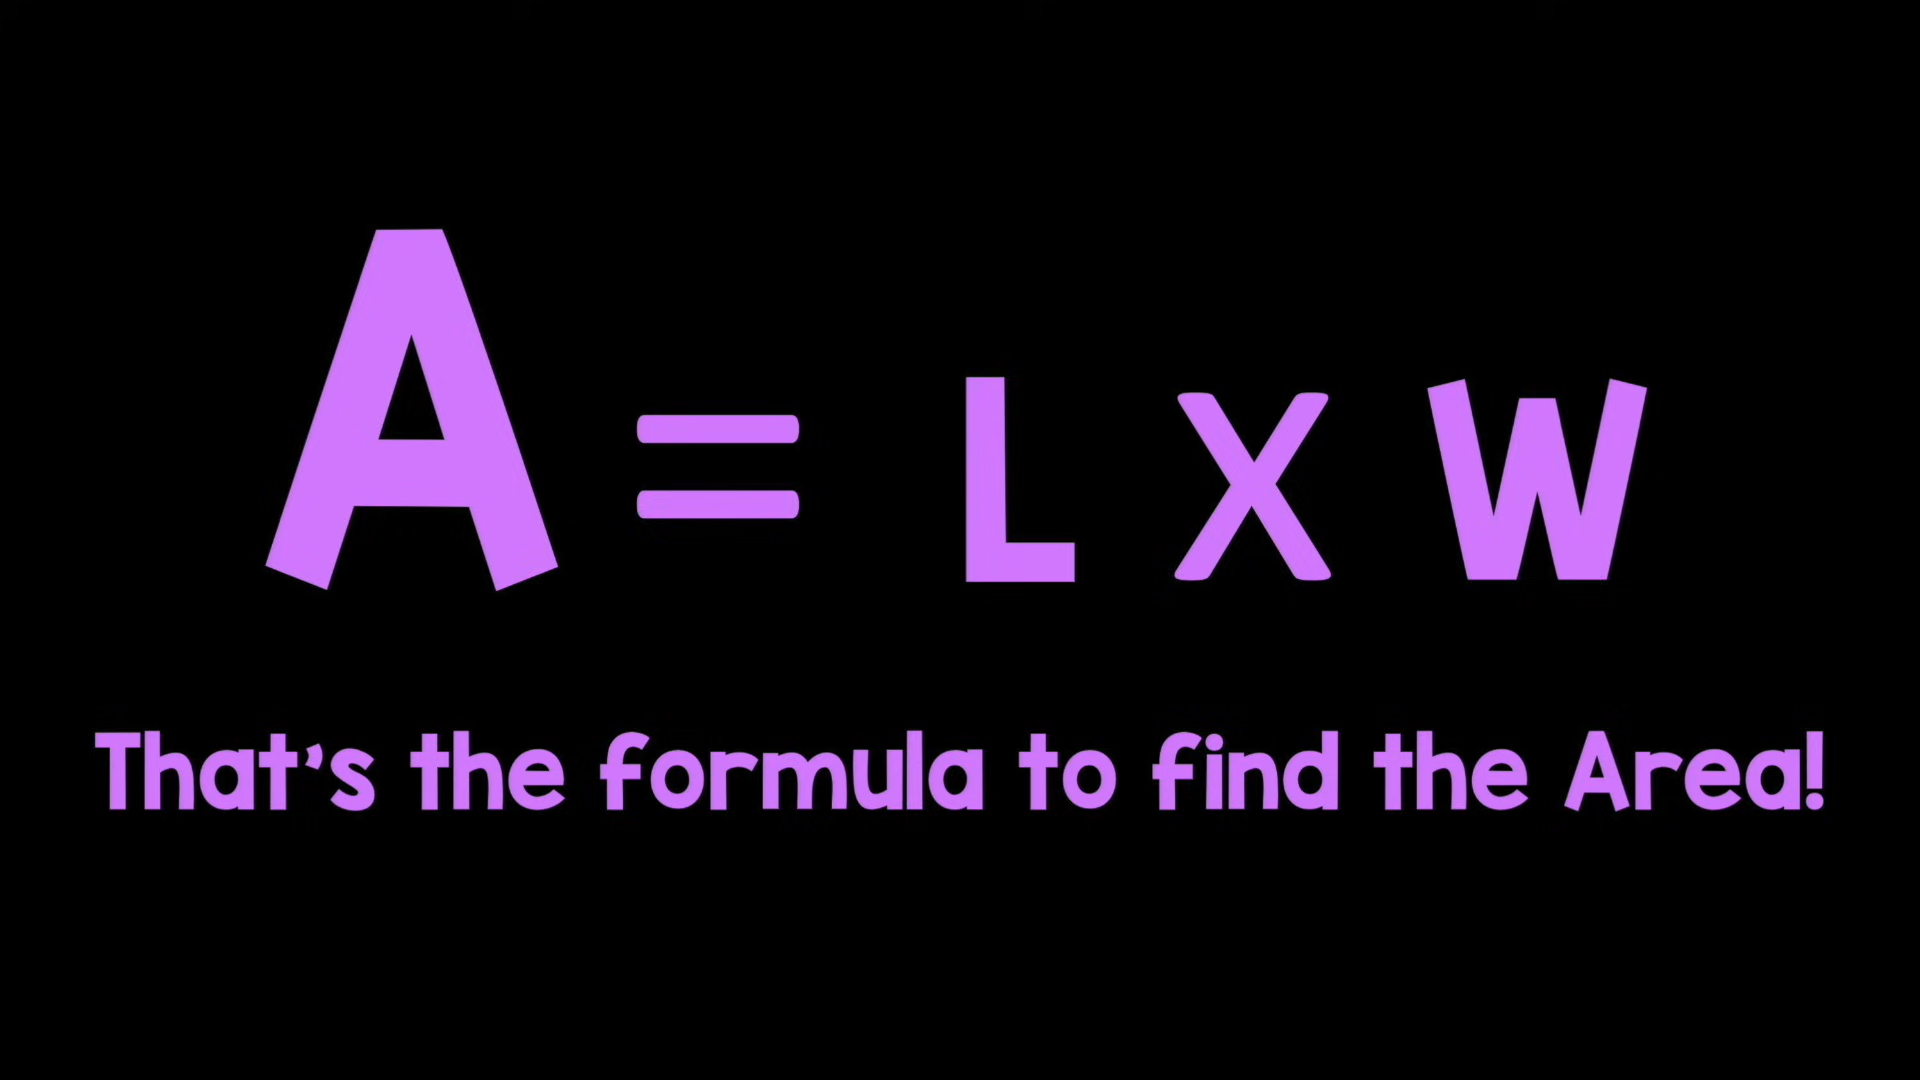 A = L x W
That's the formula to find the Area!